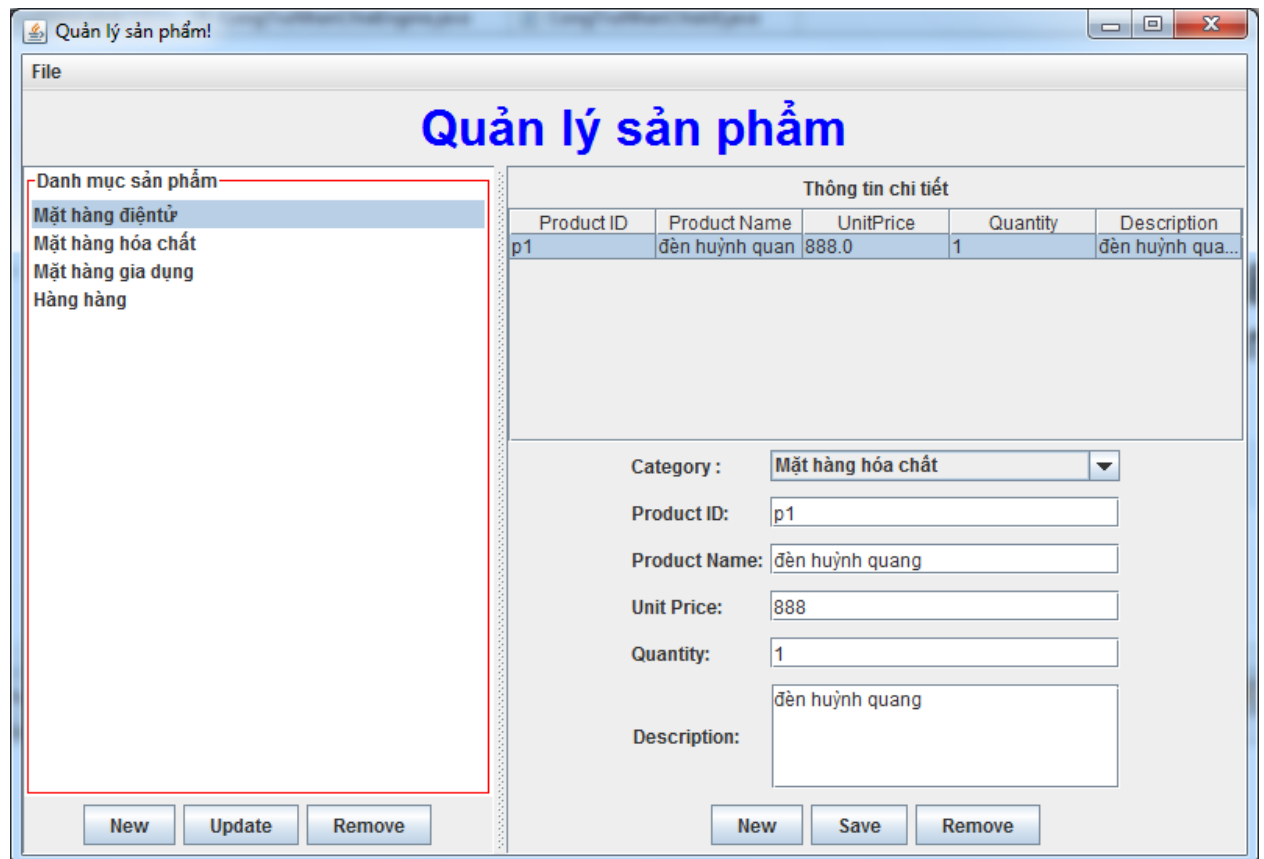 Quản lý sản phẩm!
File
Quản lý sản phẩm
Danh mục sản phẩm
Mặt hàng điệntử
Mặt hàng hóa chất
Mặt hàng gia dụng
Hàng hàng
New Update Remove
Thông tin chi tiết
Product ID Product Name UnitPrice Quantity Description
p1 đèn huỳnh quan 888.0 1 đèn huỳnh qua...
Category : Mặt hàng hóa chất
Product ID: p1
Product Name: đèn huỳnh quang
Unit Price: 888
Quantity: 1
Description: đèn huỳnh quang
New Save Remove